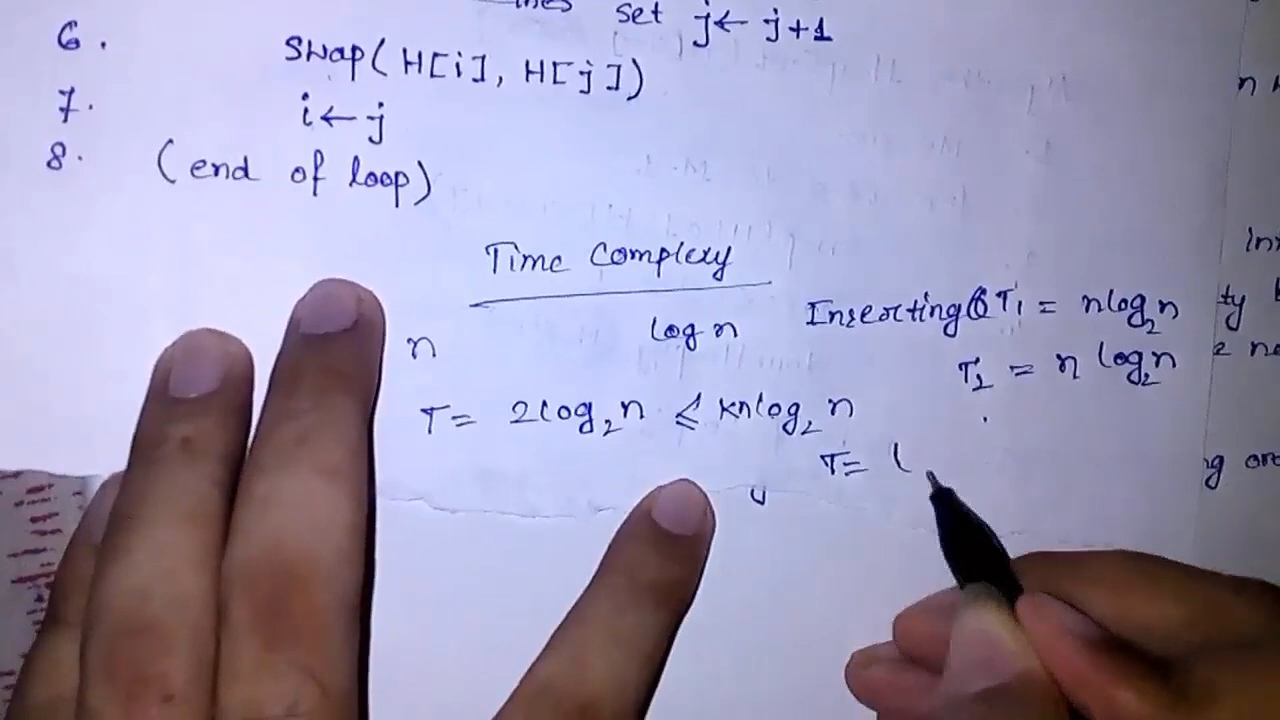 set j← j+1
6.
Swap(H[i], H[j])
7. i←j
8. (end of loop)
Time Complexy
n log n Inserting T₁ = nlog₂n
T₂ = n log₂n
T= 2log₂n ≤ knlog₂n
T= (